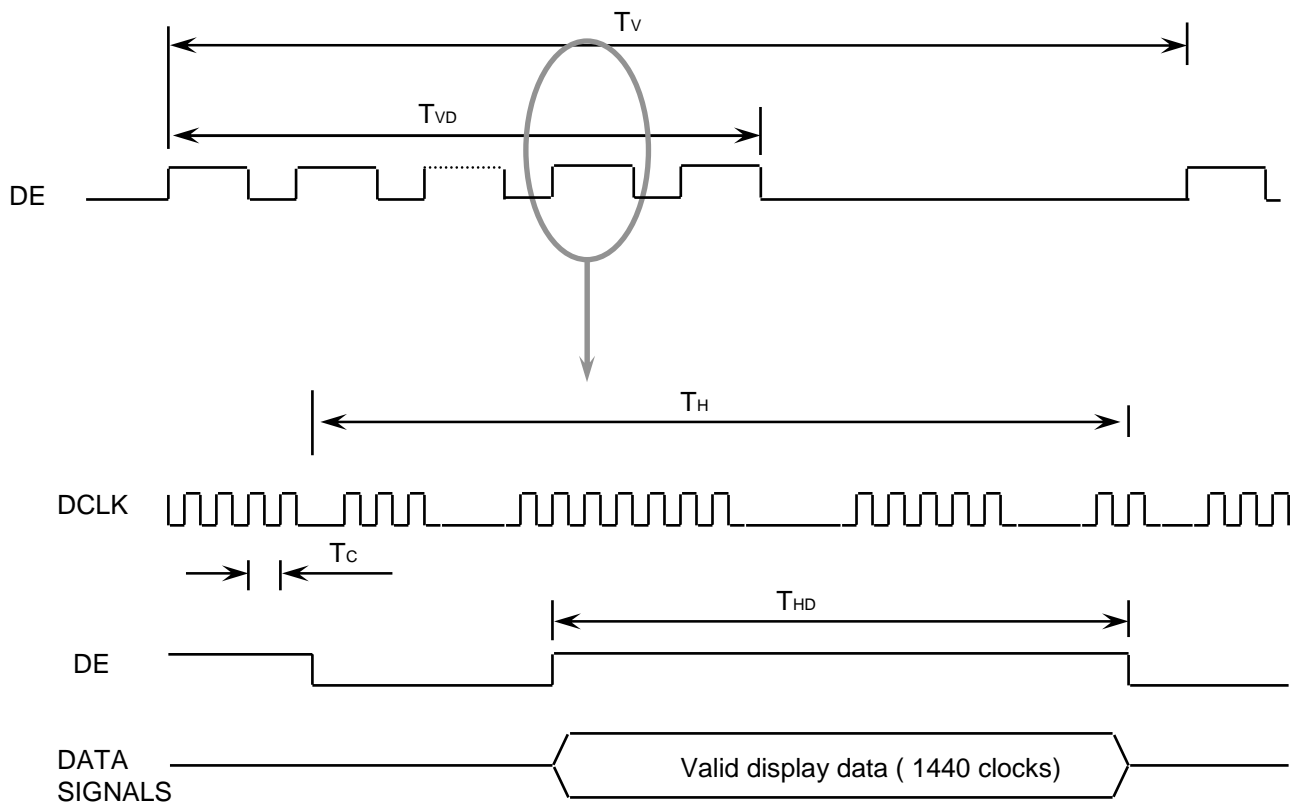 TV
TVD
DE
TH
DCLK
TC
THD
DE
DATA
SIGNALS
Valid display data ( 1440 clocks)